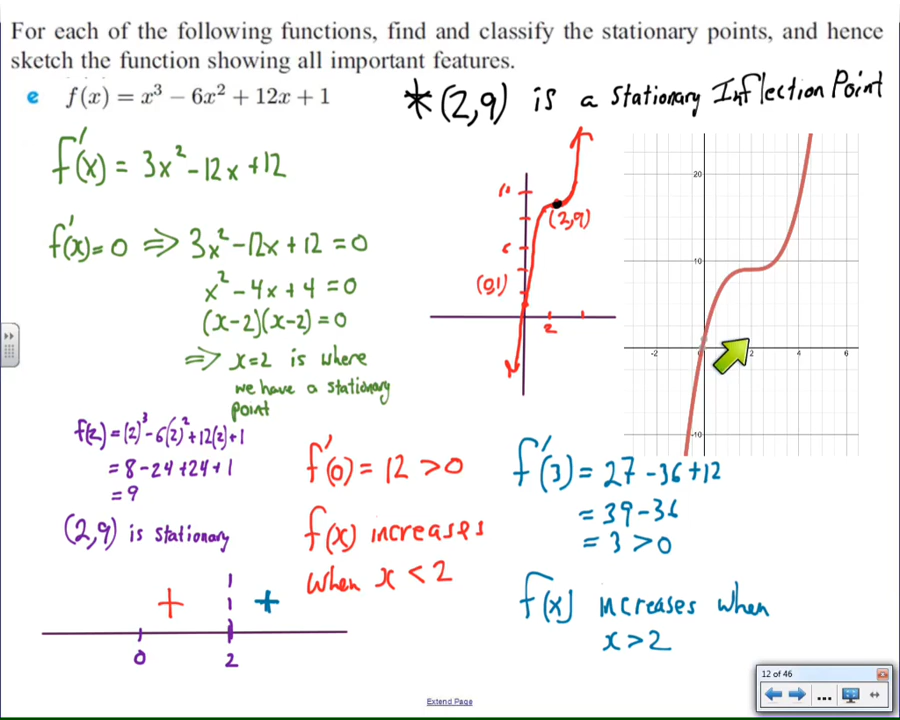 For each of the following functions, find and classify the stationary points, and hence
sketch the function showing all important features.
e f(x) = x³ − 6x² + 12x + 1
* (2,9) is a Stationary Inflection Point
f'(x) = 3x² - 12x + 12
f'(x) = 0 ⇒ 3x² - 12x + 12 = 0
x² - 4x + 4 = 0
(x-2)(x-2) = 0
⇒ x=2 is where
we have a stationary
Point
f(2) = (2)³ - 6(2)² + 12(2) + 1
= 8 - 24 + 24 + 1
= 9
(2,9) is stationary
+ +
0 2
10
(2,9)
6
(0,1)
2
20
10
-2 0 2 4 6
-10
f'(0) = 12 > 0
f(x) increases
when x < 2
f'(3) = 27 - 36 + 12
= 39 - 36
= 3 > 0
f(x) increases when
x > 2
12 of 46
...
Extend Page